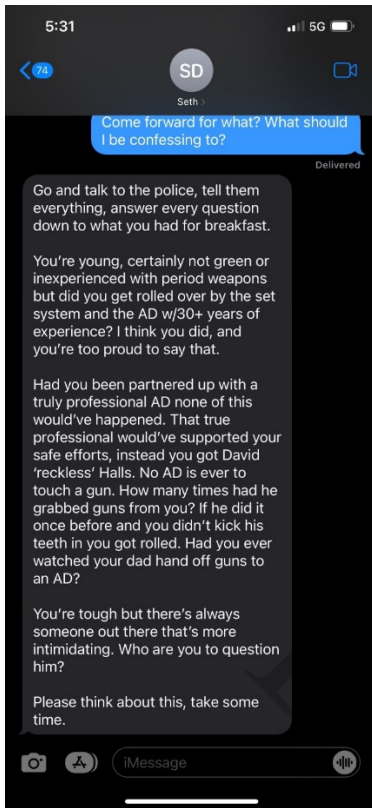 5:31
5G
74
SD
Seth
Come forward for what? What should
I be confessing to?
Delivered
Go and talk to the police, tell them
everything, answer every question
down to what you had for breakfast.
You're young, certainly not green or
inexperienced with period weapons
but did you get rolled over by the set
system and the AD w/30+ years of
experience? I think you did, and
you're too proud to say that.
Had you been partnered up with a
truly professional AD none of this
would've happened. That true
professional would've supported your
safe efforts, instead you got David
'reckless' Halls. No AD is ever to
touch a gun. How many times had he
grabbed guns from you? If he did it
once before and you didn't kick his
teeth in you got rolled. Had you ever
watched your dad hand off guns to
an AD?
You're tough but there's always
someone out there that's more
intimidating. Who are you to question
him?
Please think about this, take some
time.
iMessage